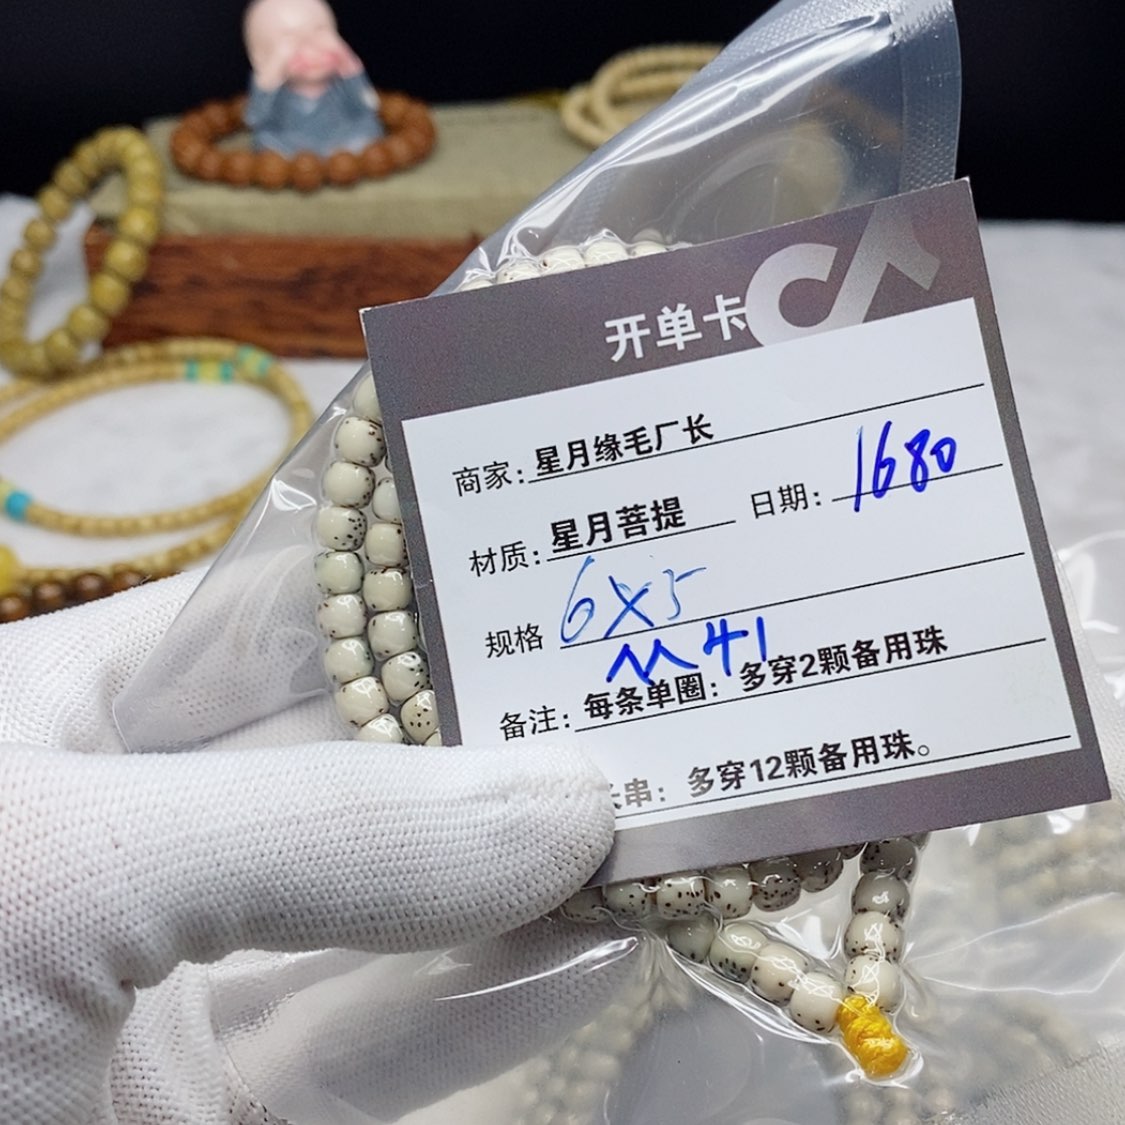 开单卡
商家：星月缘毛厂长
材质：星月菩提 日期：1680
规格 6X5
M41
备注：每条单圈：多穿2颗备用珠
长串：多穿12颗备用珠。